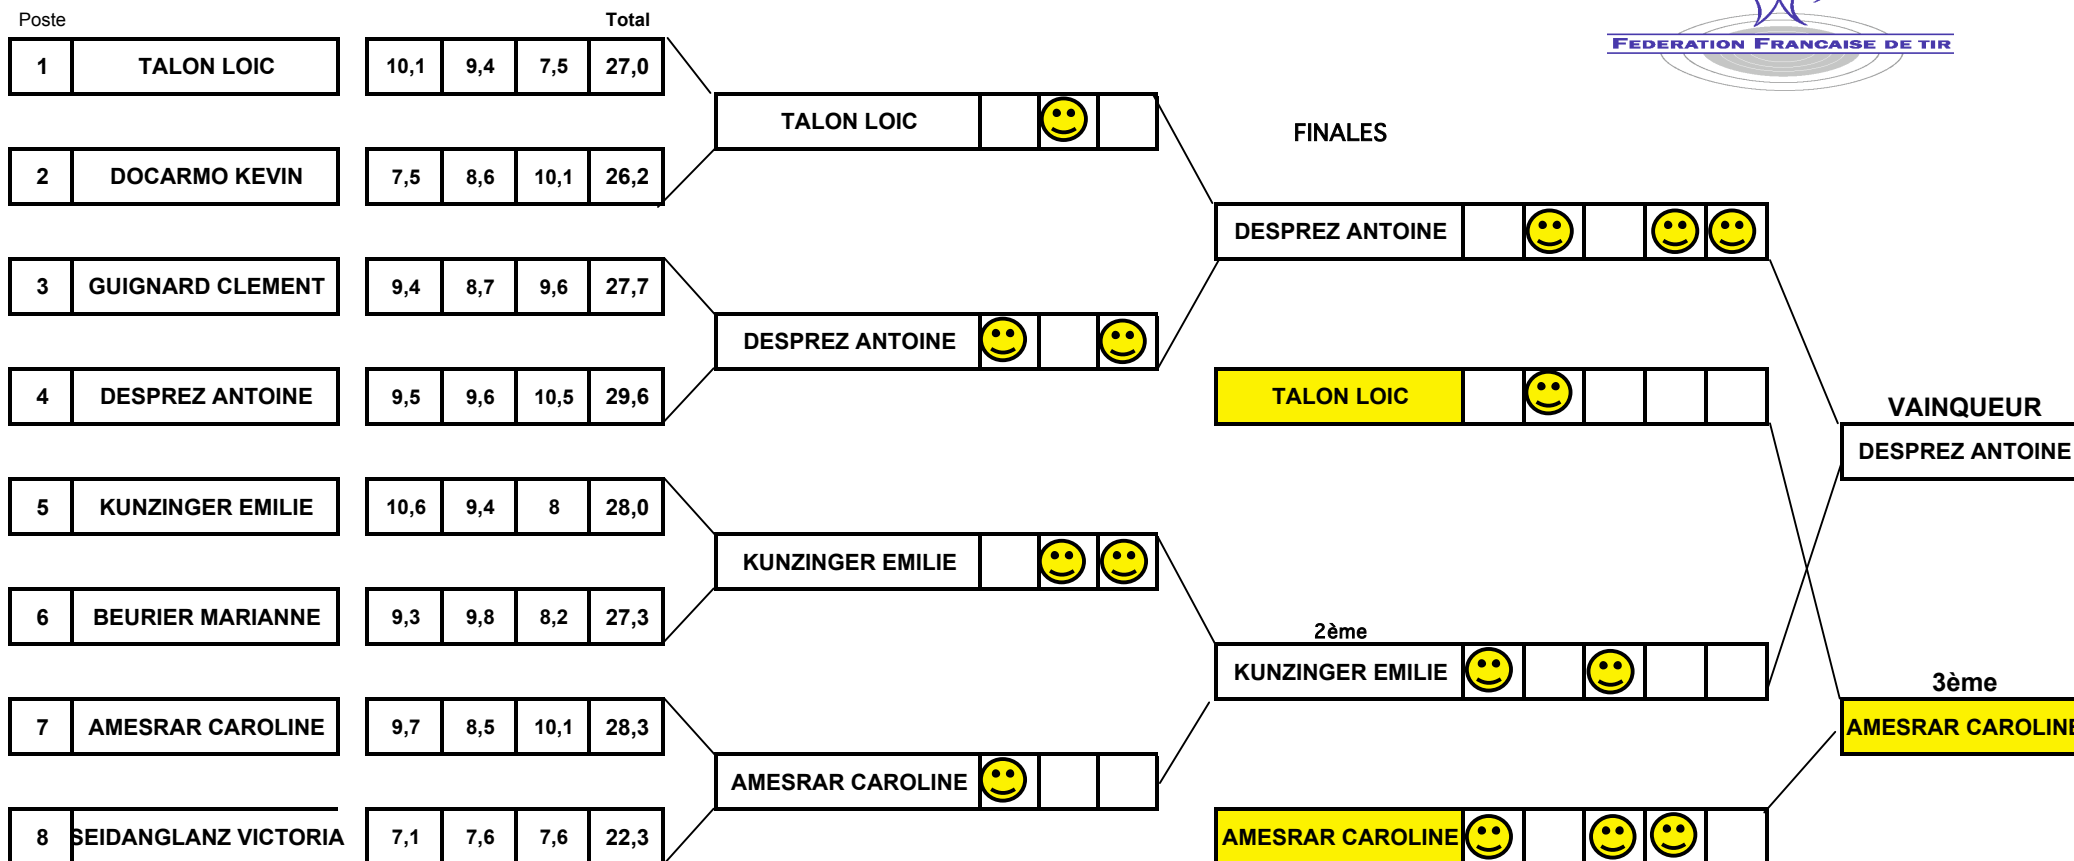 Poste Total
FEDERATION FRANCAISE DE TIR
1 TALON LOIC 10,1 9,4 7,5 27,0
TALON LOIC
FINALES
2 DOCARMO KEVIN 7,5 8,6 10,1 26,2
DESPREZ ANTOINE
3 GUIGNARD CLEMENT 9,4 8,7 9,6 27,7
DESPREZ ANTOINE
4 DESPREZ ANTOINE 9,5 9,6 10,5 29,6
TALON LOIC
VAINQUEUR
DESPREZ ANTOINE
5 KUNZINGER EMILIE 10,6 9,4 8 28,0
KUNZINGER EMILIE
6 BEURIER MARIANNE 9,3 9,8 8,2 27,3
2ème
KUNZINGER EMILIE
3ème
7 AMESRAR CAROLINE 9,7 8,5 10,1 28,3
AMESRAR CAROLINE
AMESRAR CAROLINE
8 SEIDANGLANZ VICTORIA 7,1 7,6 7,6 22,3
AMESRAR CAROLINE